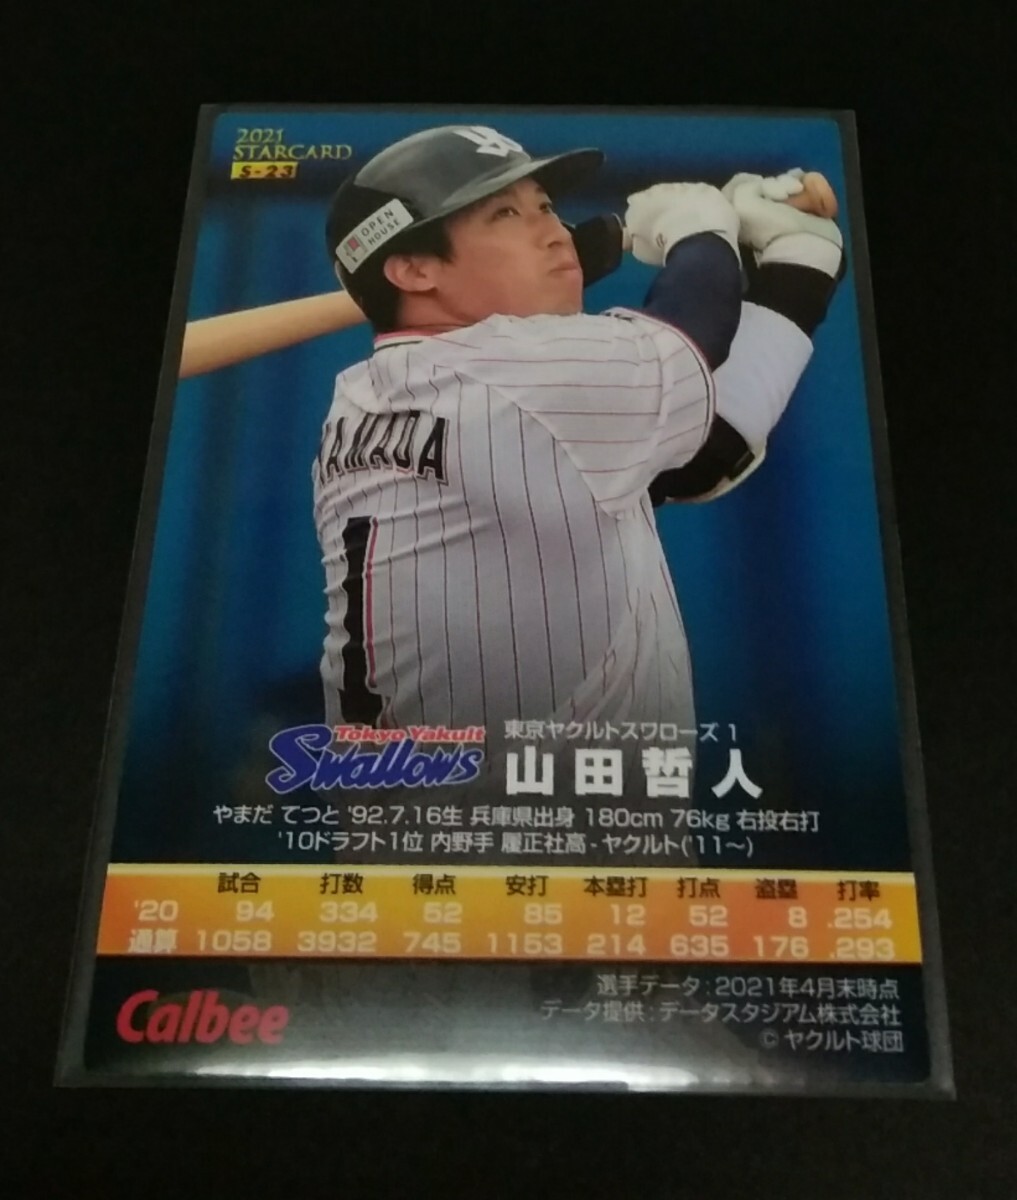 2021
STARCARD
S-23
OPEN
HOUSE
YAMADA
1
Tokyo Yakult
Swallows
東京ヤクルトスワローズ 1
山田哲人
やまだ てつと '92.7.16生 兵庫県出身 180cm 76kg 右投右打
'10ドラフト1位 内野手 履正社高-ヤクルト('11〜)
試合 打数 得点 安打 本塁打 打点 盗塁 打率
'20 94 334 52 85 12 52 8 .254
通算 1058 3932 745 1153 214 635 176 .293
Calbee
選手データ:2021年4月末時点
データ提供:データスタジアム株式会社
© ヤクルト球団